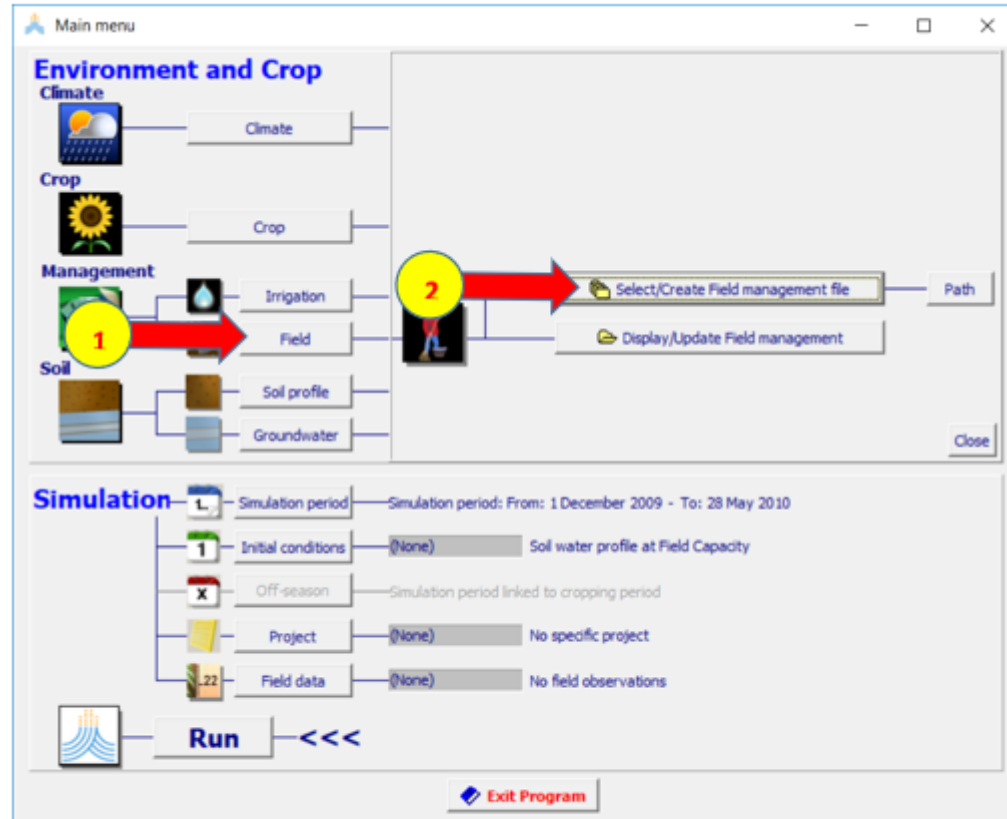 Main menu
Environment and Crop
Climate
Climate
Crop
Crop
Management
Irrigation
2
Select/Create Field management file
Path
1
Field
Display/Update Field management
Soil
Soil profile
Groundwater
Close
Simulation
1..
Simulation period
Simulation period: From: 1 December 2009 - To: 28 May 2010
1
Initial conditions
(None)
Soil water profile at Field Capacity
X
Off-season
Simulation period linked to cropping period
Project
(None)
No specific project
..22
Field data
(None)
No field observations
Run
<<<
Exit Program